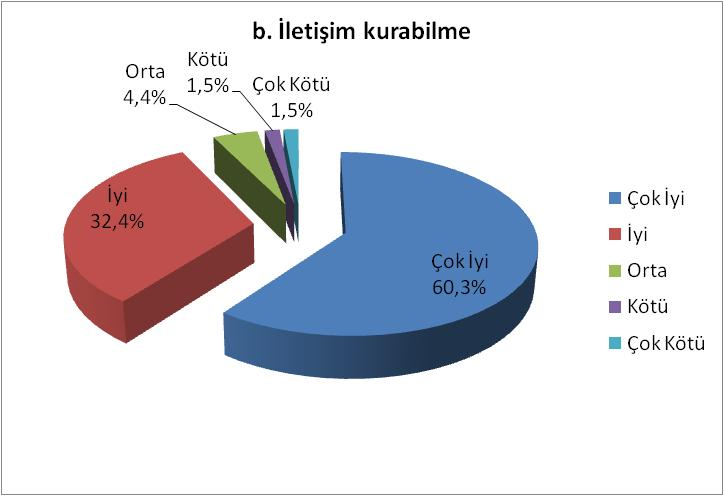 b. İletişim kurabilme
Kötü
1,5%
Orta
4,4%
Çok Kötü
1,5%
İyi
32,4%
Çok İyi
60,3%
Çok İyi
İyi
Orta
Kötü
Çok Kötü